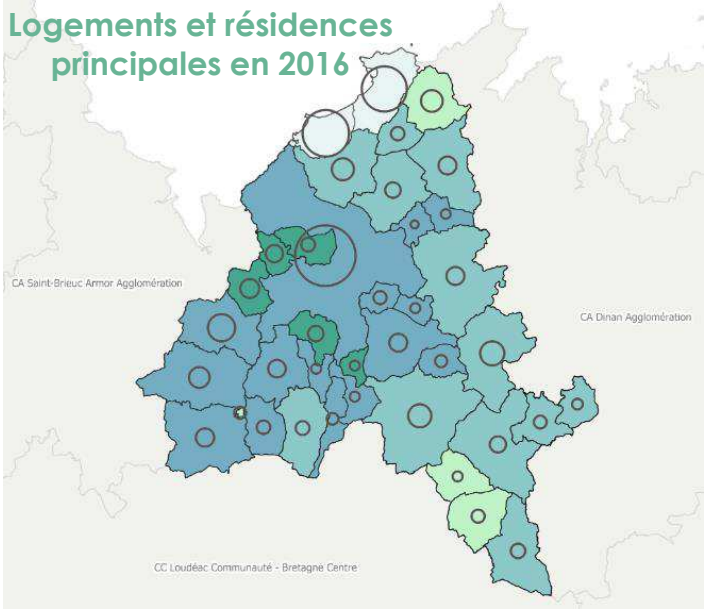 Logements et résidences
principales en 2016
CA Saint-Brieuc Armor Agglomération
CA Dinan Agglomération
CC Loudéac Communauté - Bretagne Centre